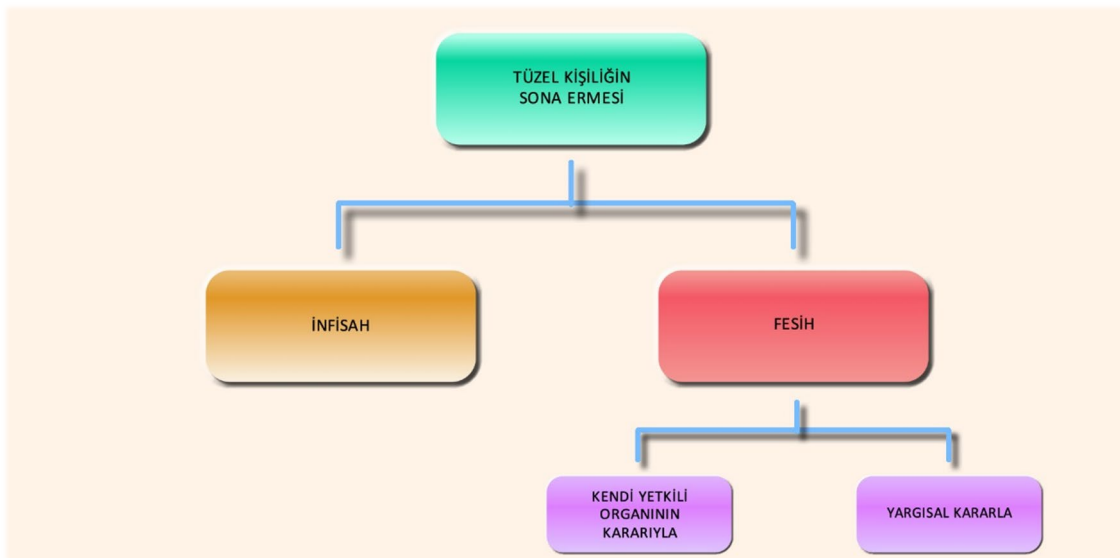 TÜZEL KİŞİLİĞİN
SONA ERMESİ
İNFİSAH
FESİH
KENDİ YETKİLİ
ORGANININ
KARARIYLA
YARGISAL KARARLA